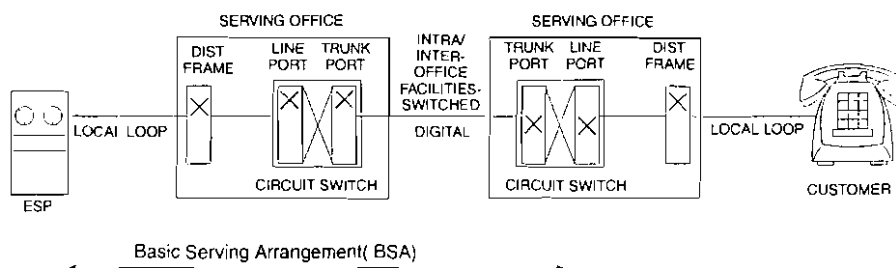 SERVING OFFICE
SERVING OFFICE
DIST FRAME
LINE PORT
TRUNK PORT
INTRA/
INTER-
OFFICE
FACILITIES-
SWITCHED
TRUNK PORT
LINE PORT
DIST FRAME
LOCAL LOOP
DIGITAL
LOCAL LOOP
CIRCUIT SWITCH
CIRCUIT SWITCH
ESP
CUSTOMER
Basic Serving Arrangement( BSA)